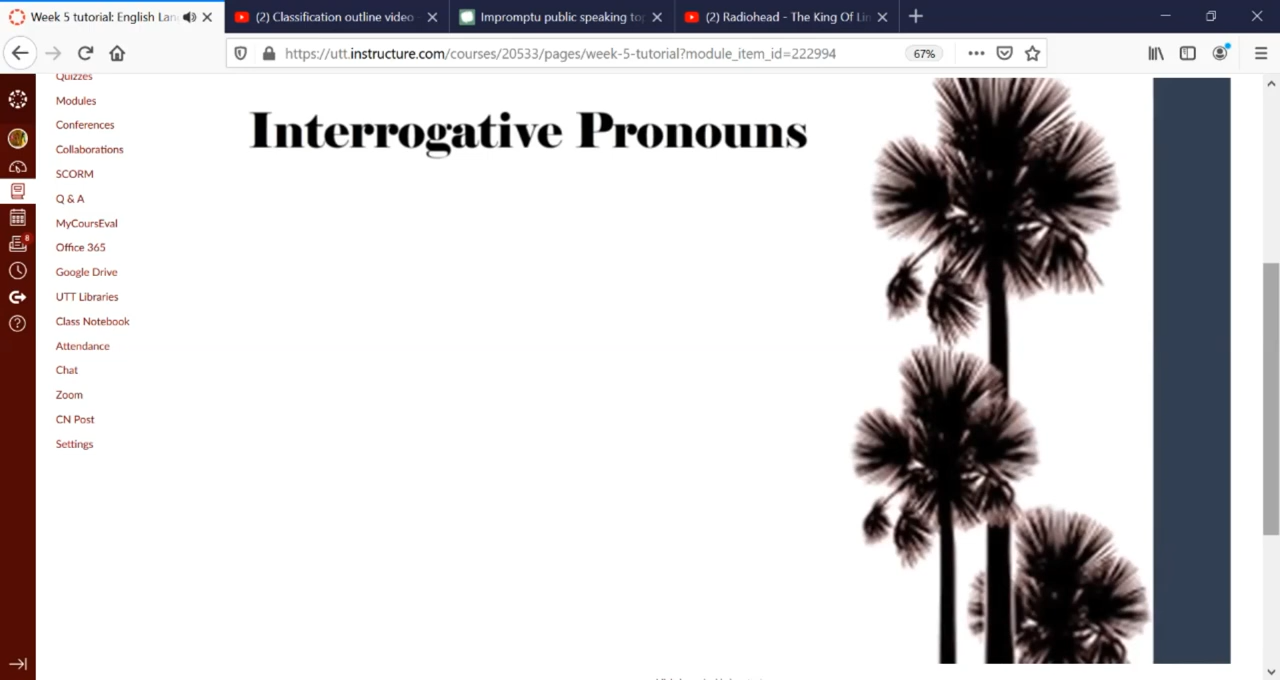 Week 5 tutorial: English Lan
(2) Classification outline video
Impromptu public speaking to
(2) Radiohead - The King Of Lim
https://utt.instructure.com/courses/20533/pages/week-5-tutorial?module_item_id=222994
67%
Quizzes
Modules
Conferences
Collaborations
SCORM
Q & A
MyCoursEval
Office 365
Google Drive
UTT Libraries
Class Notebook
Attendance
Chat
Zoom
CN Post
Settings
8
Interrogative Pronouns